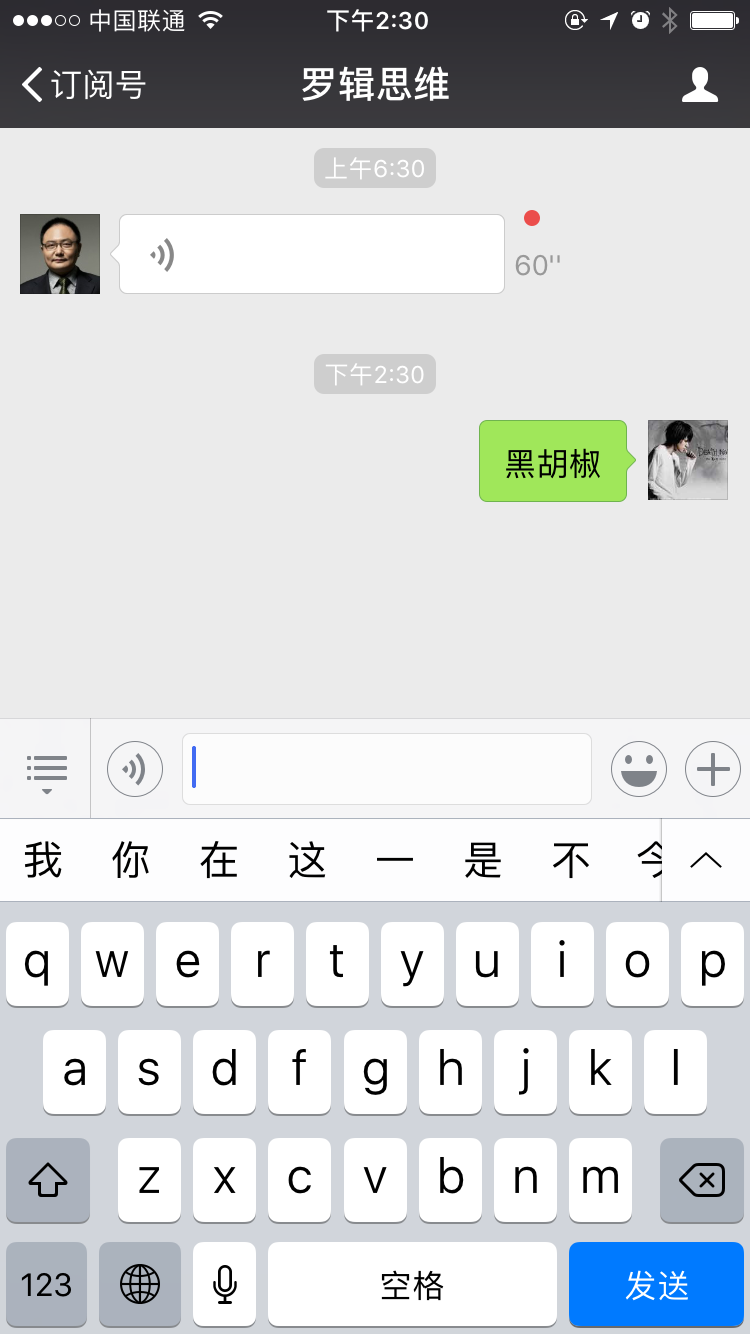 中国联通
下午2:30
订阅号
罗辑思维
上午6:30
60''
下午2:30
黑胡椒
我 你 在 这 一 是 不 今
q w e r t y u i o p
a s d f g h j k l
z x c v b n m
123
空格
发送